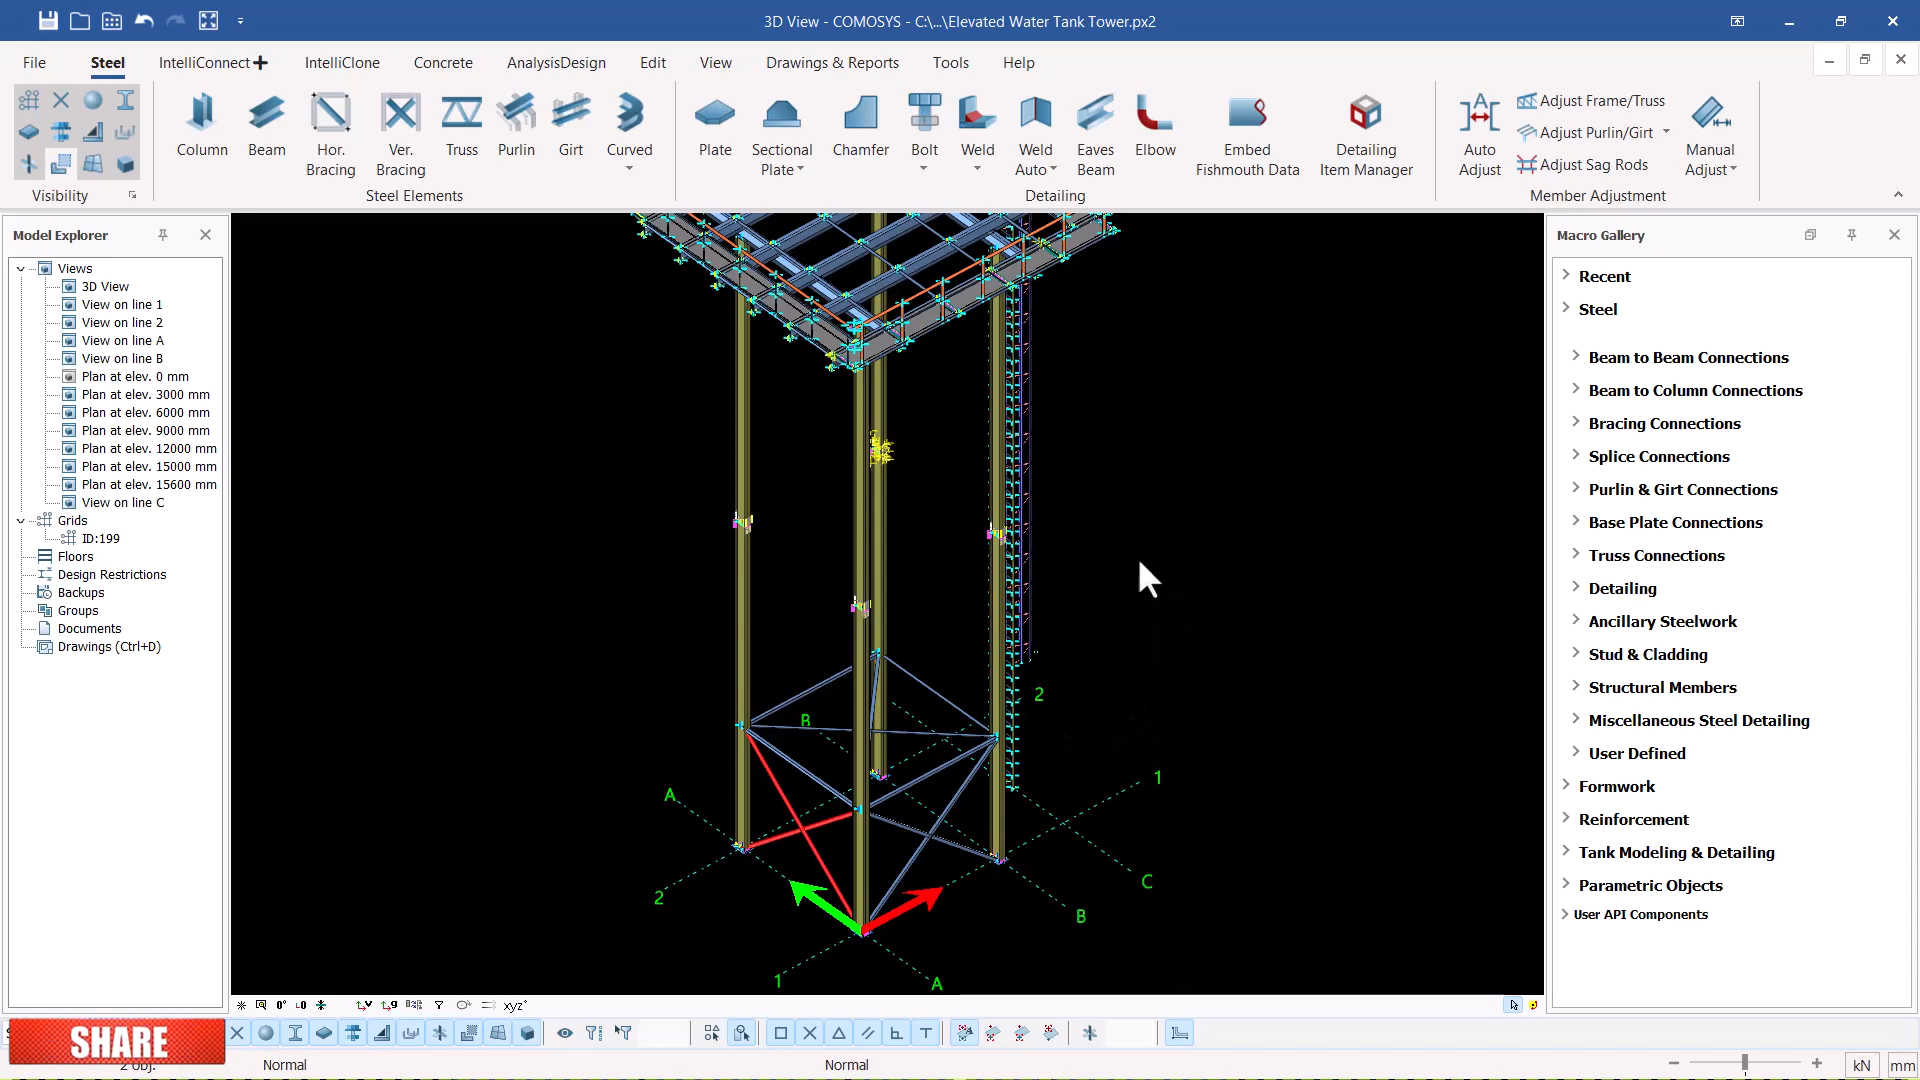 3D View - COMOSYS - C:\...\Elevated Water Tank Tower.px2
File
Steel
IntelliConnect
IntelliClone
Concrete
AnalysisDesign
Edit
View
Drawings & Reports
Tools
Help
Column
Beam
Hor. Bracing
Ver. Bracing
Truss
Purlin
Girt
Curved
Plate
Sectional Plate
Chamfer
Bolt
Weld
Weld Auto
Eaves Beam
Elbow
Embed Fishmouth Data
Detailing Item Manager
Auto Adjust
Adjust Frame/Truss
Adjust Purlin/Girt
Adjust Sag Rods
Manual Adjust
Visibility
Steel Elements
Detailing
Member Adjustment
Model Explorer
Views
3D View
View on line 1
View on line 2
View on line A
View on line B
Plan at elev. 0 mm
Plan at elev. 3000 mm
Plan at elev. 6000 mm
Plan at elev. 9000 mm
Plan at elev. 12000 mm
Plan at elev. 15000 mm
Plan at elev. 15600 mm
View on line C
Grids
ID:199
Floors
Design Restrictions
Backups
Groups
Documents
Drawings (Ctrl+D)
2
B
1
A
C
2
B
1
A
Macro Gallery
Recent
Steel
Beam to Beam Connections
Beam to Column Connections
Bracing Connections
Splice Connections
Purlin & Girt Connections
Base Plate Connections
Truss Connections
Detailing
Ancillary Steelwork
Stud & Cladding
Structural Members
Miscellaneous Steel Detailing
User Defined
Formwork
Reinforcement
Tank Modeling & Detailing
Parametric Objects
User API Components
xyz
SHARE
2 Obj.
Normal
Normal
kN
mm